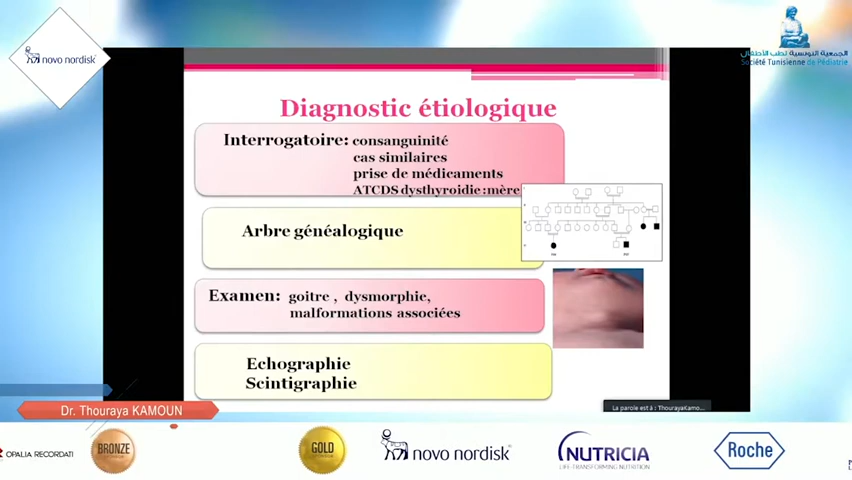 novo nordisk
الجمعية التونسية لطب الأطفال
Société Tunisienne de Pédiatrie
Diagnostic étiologique
Interrogatoire: consanguinité
cas similaires
prise de médicaments
ATCDS dysthyroidie :mère
Arbre généalogique
Examen: goitre , dysmorphie,
malformations associées
Echographie
Scintigraphie
La parole est à : ThourayaKamo...
Dr. Thouraya KAMOUN
OPALIA RECORDATI
BRONZE
GOLD
novo nordisk
NUTRICIA
LIFE-TRANSFORMING NUTRITION
Roche